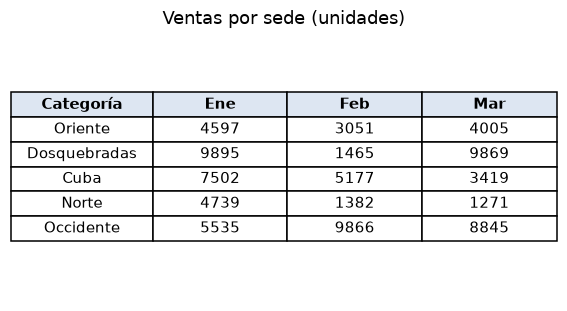 Ventas por sede (unidades)
Categoría Ene Feb Mar
Oriente 4597 3051 4005
Dosquebradas 9895 1465 9869
Cuba 7502 5177 3419
Norte 4739 1382 1271
Occidente 5535 9866 8845